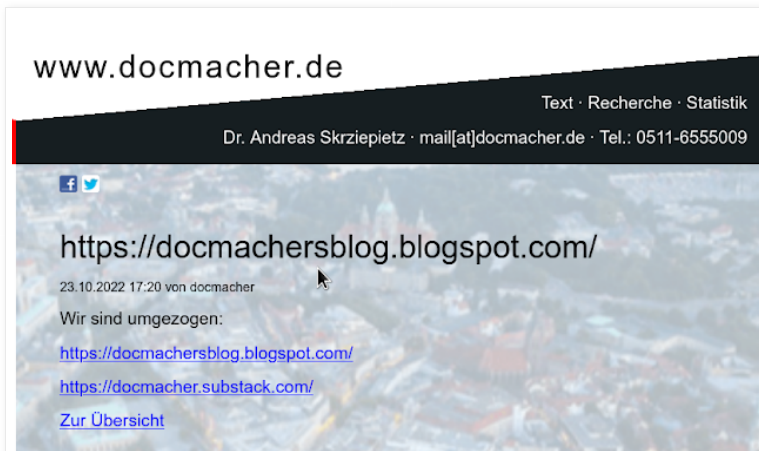 www.docmacher.de
Text · Recherche · Statistik
Dr. Andreas Skrziepietz · mail[at]docmacher.de · Tel.: 0511-6555009
https://docmachersblog.blogspot.com/
23.10.2022 17:20 von docmacher
Wir sind umgezogen:
https://docmachersblog.blogspot.com/
https://docmacher.substack.com/
Zur Übersicht